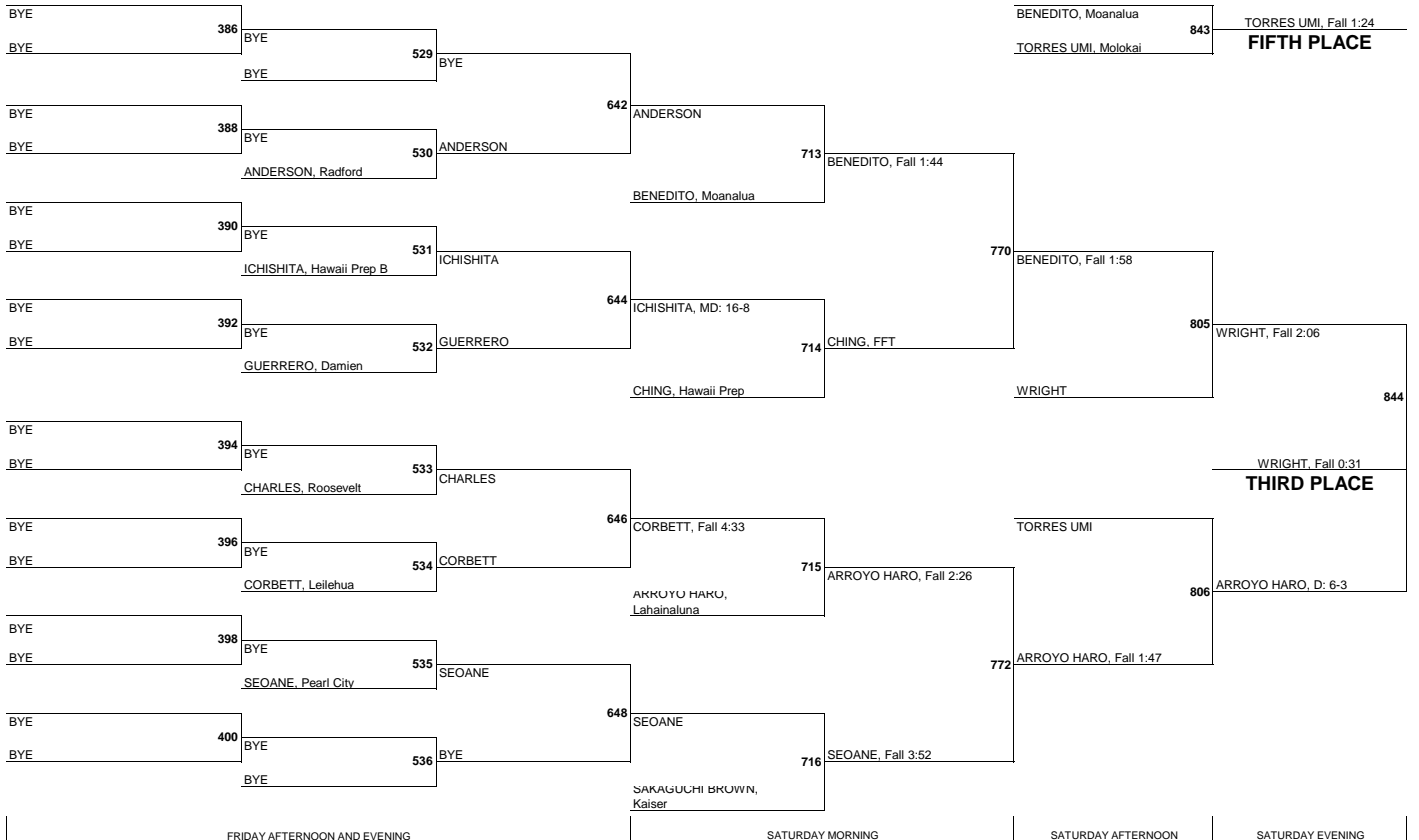 BYE
386
BYE
BYE
529
BYE
BYE
642
BYE
388
BYE
BYE
ANDERSON, Radford
530
ANDERSON
ANDERSON
713
BENEDITO, Moanalua
BENEDITO, Fall 1:44
BYE
390
BYE
BYE
ICHISHITA, Hawaii Prep B
531
ICHISHITA
644
BYE
392
BYE
BYE
GUERRERO, Damien
532
GUERRERO
ICHISHITA, MD: 16-8
714
CHING, Hawaii Prep
CHING, FFT
770
BENEDITO, Fall 1:58
805
WRIGHT
WRIGHT, Fall 2:06
844
BYE
394
BYE
BYE
CHARLES, Roosevelt
533
CHARLES
646
BYE
396
BYE
BYE
CORBETT, Leilehua
534
CORBETT
CORBETT, Fall 4:33
715
ARROYO HARO,
Lahainaluna
ARROYO HARO, Fall 2:26
BYE
398
BYE
BYE
SEOANE, Pearl City
535
SEOANE
648
BYE
400
BYE
BYE
BYE
536
BYE
SEOANE
716
SAKAGUCHI BROWN,
Kaiser
SEOANE, Fall 3:52
772
TORRES UMI
806
ARROYO HARO, Fall 1:47
ARROYO HARO, D: 6-3
WRIGHT, Fall 0:31
THIRD PLACE
BENEDITO, Moanalua
843
TORRES UMI, Molokai
TORRES UMI, Fall 1:24
FIFTH PLACE
FRIDAY AFTERNOON AND EVENING
SATURDAY MORNING
SATURDAY AFTERNOON
SATURDAY EVENING